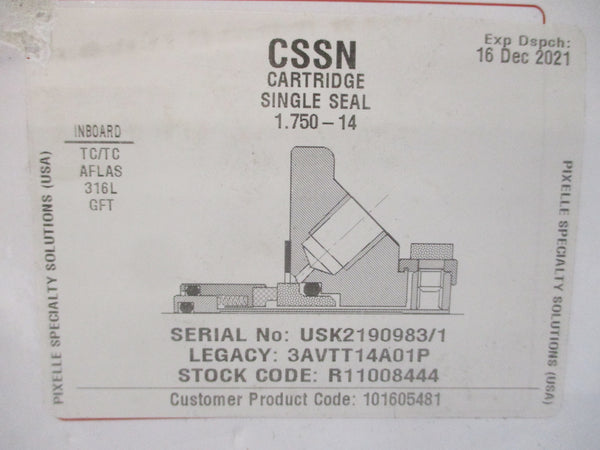 CSSN
CARTRIDGE
SINGLE SEAL
1.750-14
Exp Dspch:
16 Dec 2021
INBOARD
TC/TC
AFLAS
316L
GFT
PIXELLE SPECIALTY SOLUTIONS (USA)
PIXELLE SPECIALTY SOLUTIONS (USA)
SERIAL No: USK2190983/1
LEGACY: 3AVTT14A01P
STOCK CODE: R11008444
Customer Product Code: 101605481